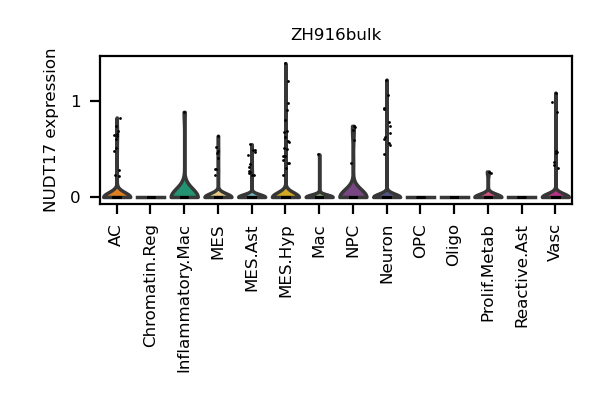 ZH916bulk
NUDT17 expression
1
0
AC
Chromatin.Reg
Inflammatory.Mac
MES
MES.Ast
MES.Hyp
Mac
NPC
Neuron
OPC
Oligo
Prolif.Metab
Reactive.Ast
Vasc